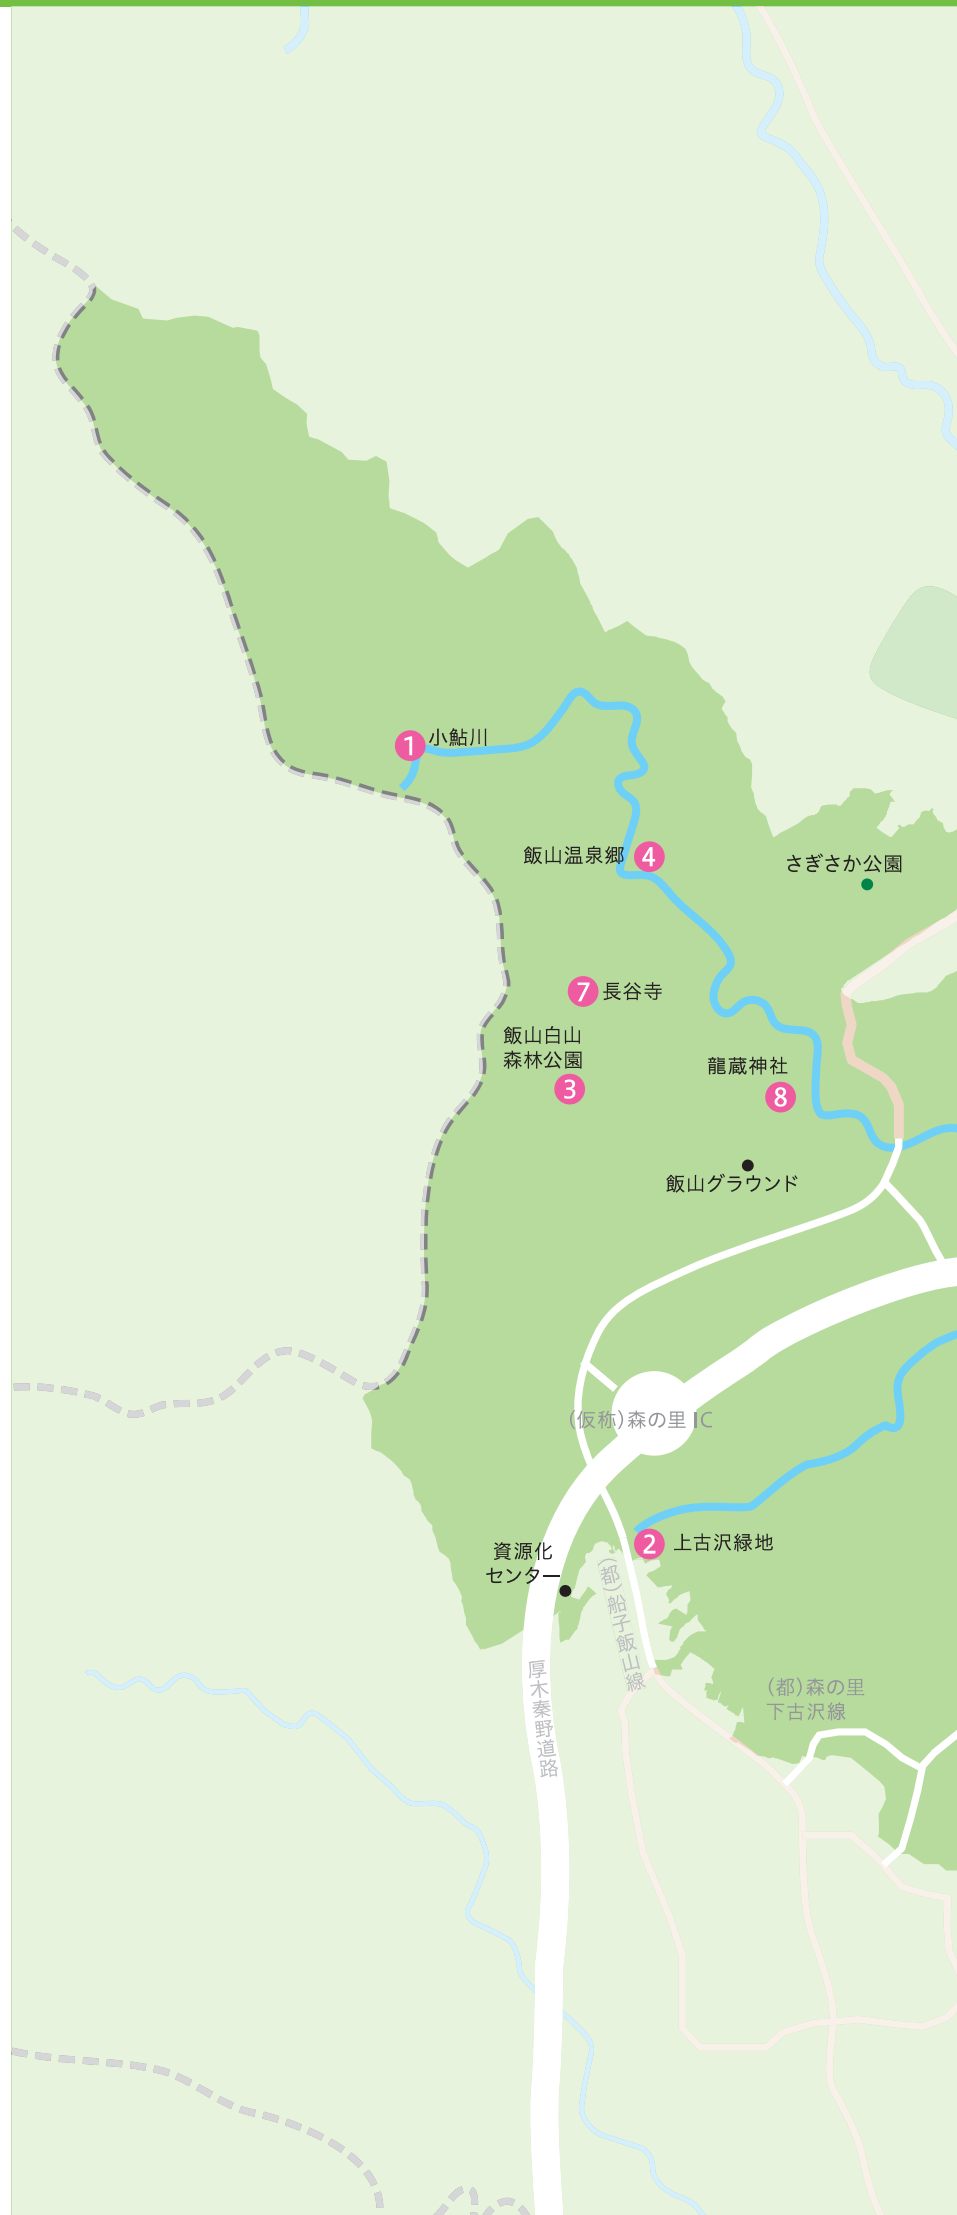 1 小鮎川
飯山温泉郷 4
さぎさか公園
7 長谷寺
飯山白山
森林公園
3
龍蔵神社
8
飯山グラウンド
(仮称)森の里IC
2 上古沢緑地
資源化
センター
(都)船子飯山線
厚木秦野道路
(都)森の里
下古沢線